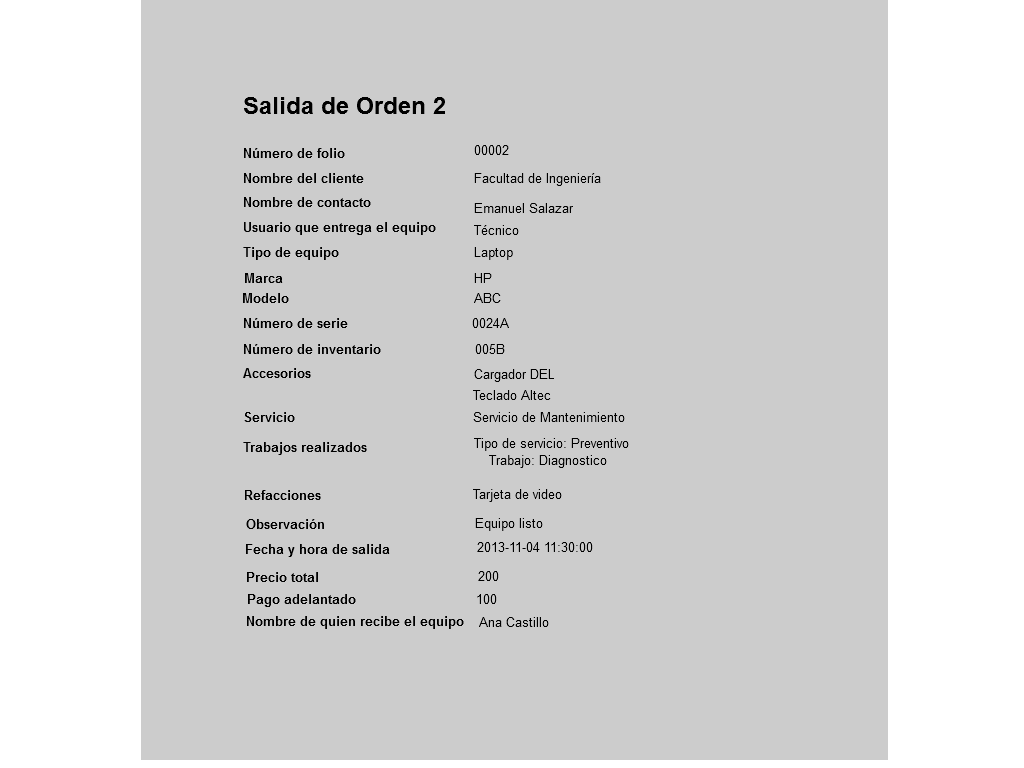 Salida de Orden 2
Número de folio 00002
Nombre del cliente Facultad de Ingeniería
Nombre de contacto Emanuel Salazar
Usuario que entrega el equipo Técnico
Tipo de equipo Laptop
Marca HP
Modelo ABC
Número de serie 0024A
Número de inventario 005B
Accesorios Cargador DEL
Teclado Altec
Servicio Servicio de Mantenimiento
Trabajos realizados Tipo de servicio: Preventivo
Trabajo: Diagnostico
Refacciones Tarjeta de video
Observación Equipo listo
Fecha y hora de salida 2013-11-04 11:30:00
Precio total 200
Pago adelantado 100
Nombre de quien recibe el equipo Ana Castillo